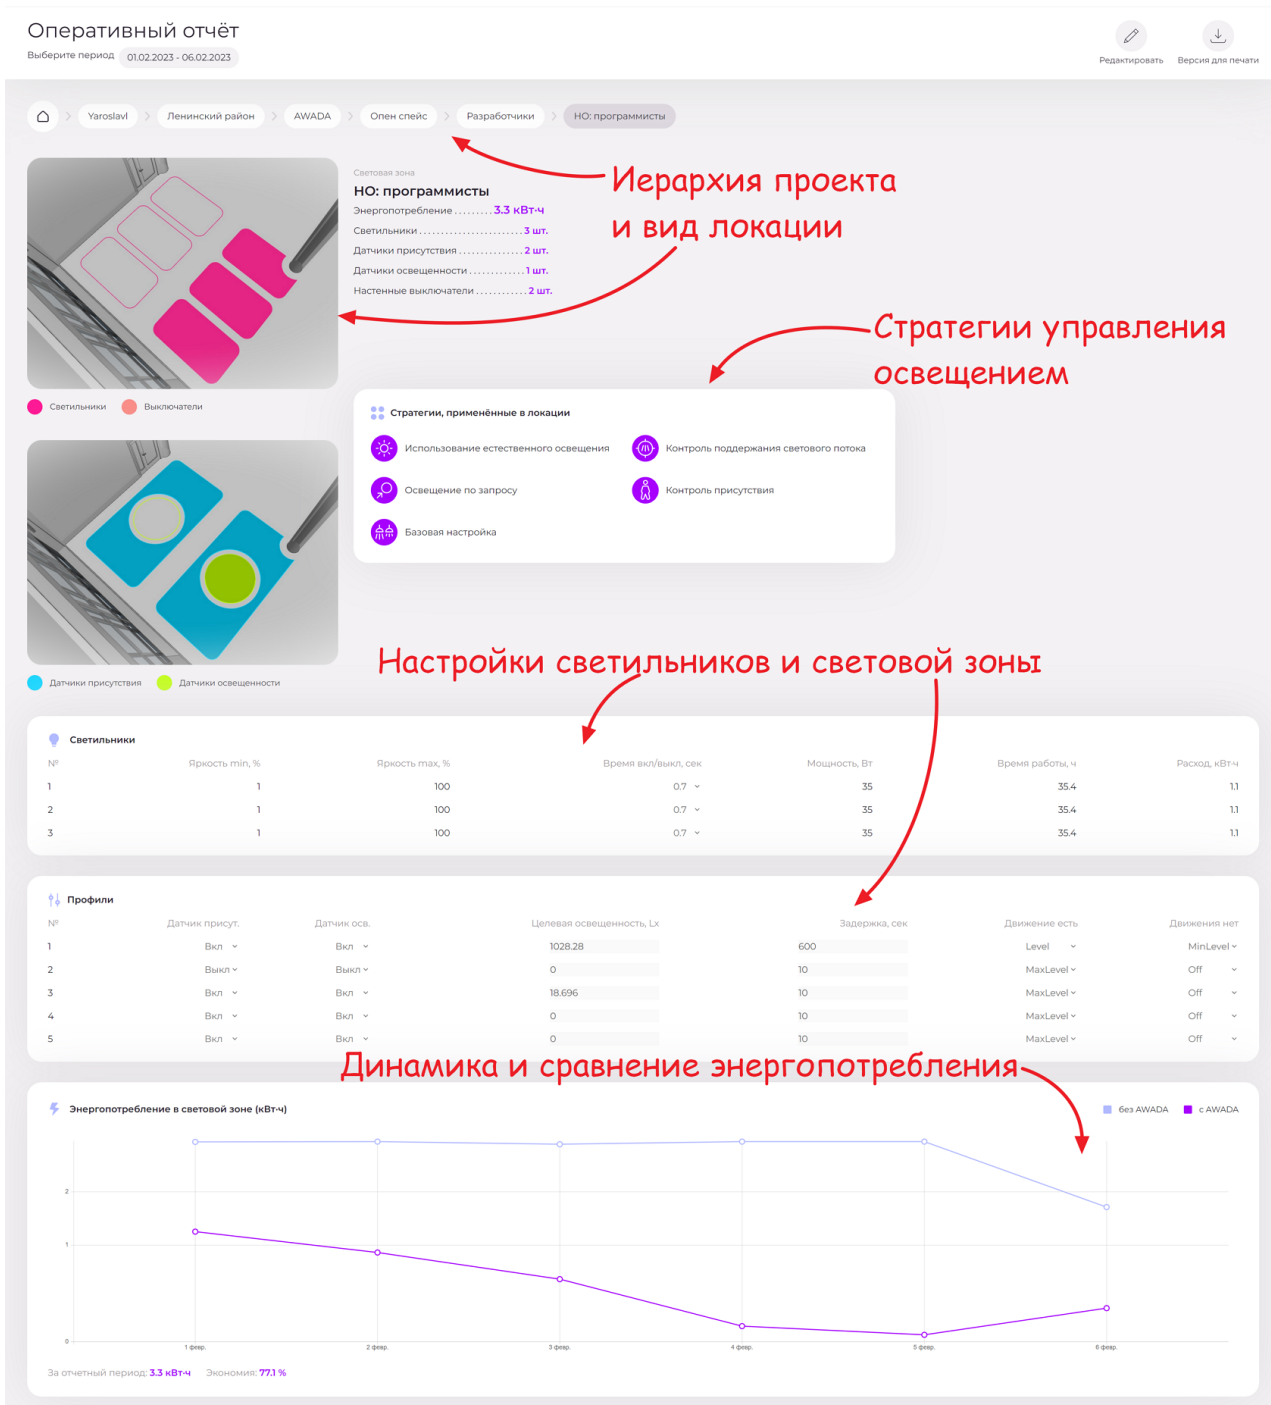 Оперативный отчёт
Выберите период 01.02.2023 - 06.02.2023
Редактировать Версия для печати
Yaroslavl > Ленинский район > AWADA > Опен спейс > Разработчики > НО: программисты
Иерархия проекта
и вид локации
Световая зона
НО: программисты
Энергопотребление ......... 3.3 кВт·ч
Светильники ....................... 3 шт.
Датчики присутствия .............. 2 шт.
Датчики освещенности ............. 1 шт.
Настенные выключатели ............ 2 шт.
Стратегии управления
освещением
Светильники Выключатели
Стратегии, применённые в локации
Использование естественного освещения Контроль поддержания светового потока
Освещение по запросу Контроль присутствия
Базовая настройка
Датчики присутствия Датчики освещенности
Настройки светильников и световой зоны
Светильники
№ Яркость min, % Яркость max, % Время вкл/выкл, сек Мощность, Вт Время работы, ч Расход, кВт·ч
1 1 100 0.7 35 35.4 1.1
2 1 100 0.7 35 35.4 1.1
3 1 100 0.7 35 35.4 1.1
Профили
№ Датчик присут. Датчик осв. Целевая освещенность, Lx Задержка, сек Движение есть Движения нет
1 Вкл Вкл 1028.28 600 Level MinLevel
2 Выкл Выкл 0 10 MaxLevel Off
3 Вкл Вкл 18.696 10 MaxLevel Off
4 Вкл Вкл 0 10 MaxLevel Off
5 Вкл Вкл 0 10 MaxLevel Off
Динамика и сравнение энергопотребления
Энергопотребление в световой зоне (кВт·ч) без AWADA с AWADA
2
1
0
1 февр. 2 февр. 3 февр. 4 февр. 5 февр. 6 февр.
За отчетный период: 3.3 кВт·ч Экономия: 77.1 %